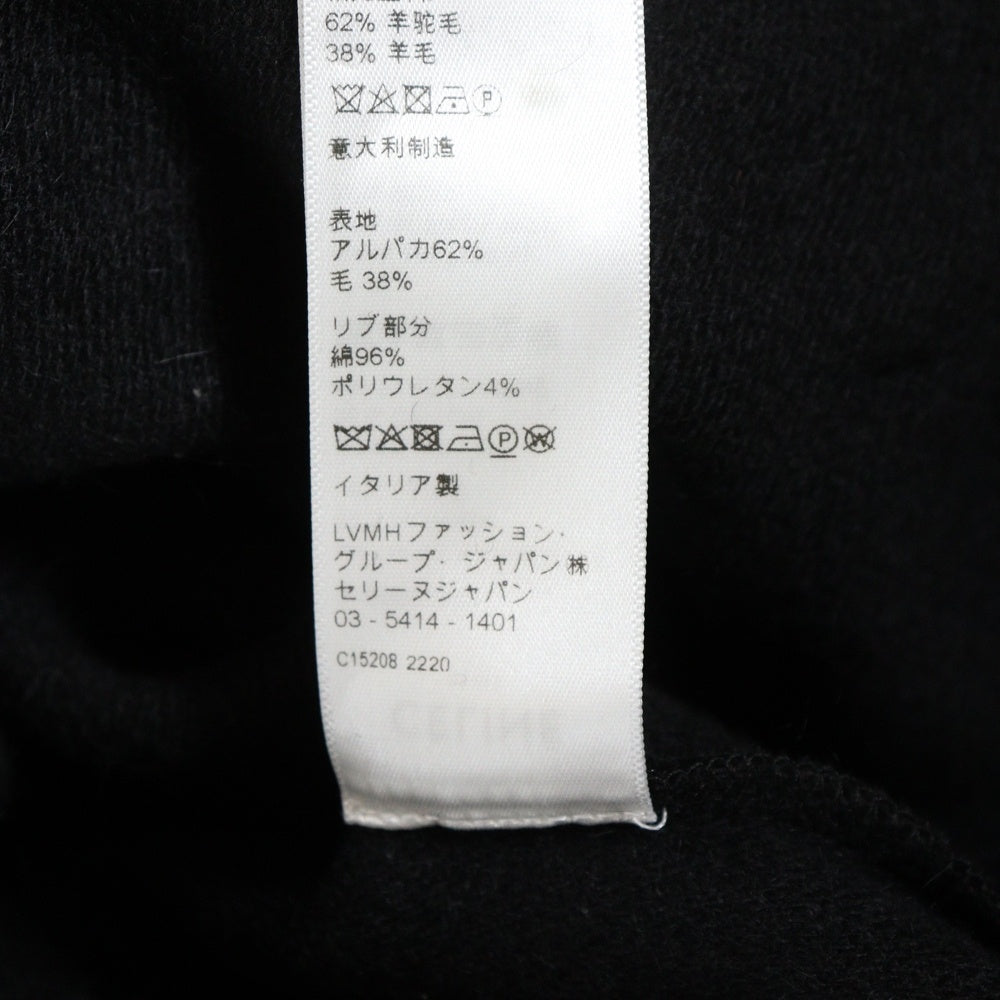 62% 羊驼毛
38% 羊毛
P
意大利制造
表地
アルパカ62%
毛 38%
リブ部分
綿96%
ポリウレタン4%
P W
イタリア製
LVMHファッション・
グループ・ジャパン㈱
セリーヌジャパン
03 - 5414 - 1401
C15208 2220